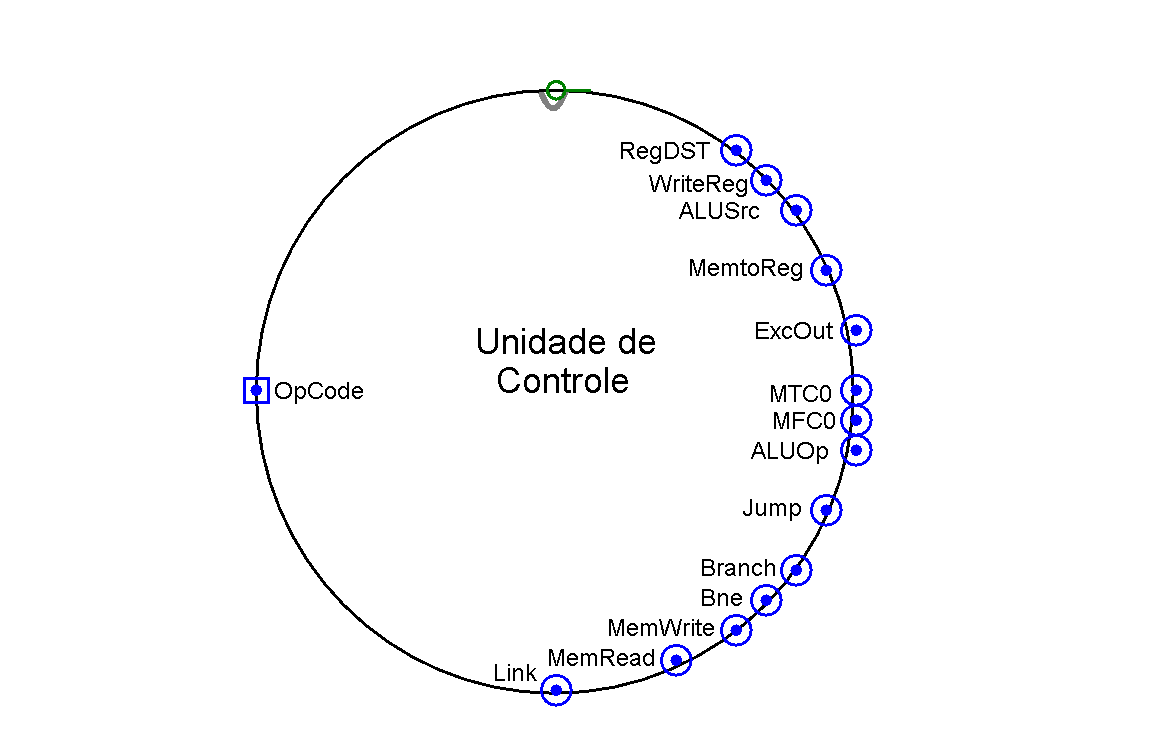 RegDST
WriteReg
ALUSrc
MemtoReg
ExcOut
Unidade de
Controle
OpCode
MTC0
MFC0
ALUOp
Jump
Branch
Bne
MemWrite
MemRead
Link